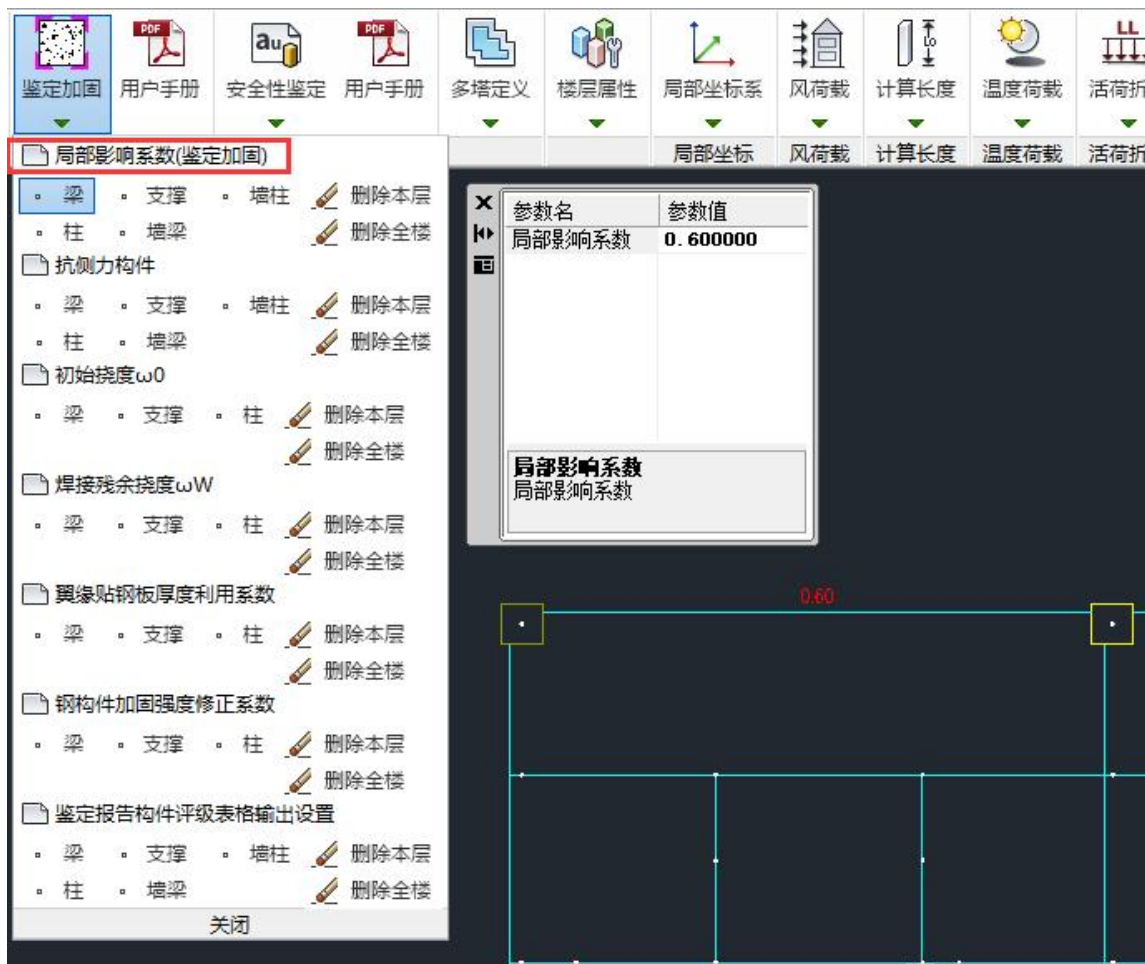 PDF PDF LL
au Lo
鉴定加固 用户手册 安全性鉴定 用户手册 多塔定义 楼层属性 局部坐标系 风荷载 计算长度 温度荷载 活荷折
局部影响系数(鉴定加固) 局部坐标 风荷载 计算长度 温度荷载 活荷折
梁 支撑 墙柱 删除本层
柱 墙梁 删除全楼
抗侧力构件
梁 支撑 墙柱 删除本层
柱 墙梁 删除全楼
初始挠度ω0
梁 支撑 柱 删除本层
删除全楼
焊接残余挠度ωW
梁 支撑 柱 删除本层
删除全楼
翼缘贴钢板厚度利用系数
梁 支撑 柱 删除本层
删除全楼
钢构件加固强度修正系数
梁 支撑 柱 删除本层
删除全楼
鉴定报告构件评级表格输出设置
梁 支撑 墙柱 删除本层
柱 墙梁 删除全楼
关闭
参数名 参数值
局部影响系数 0.600000
局部影响系数
局部影响系数
0.60